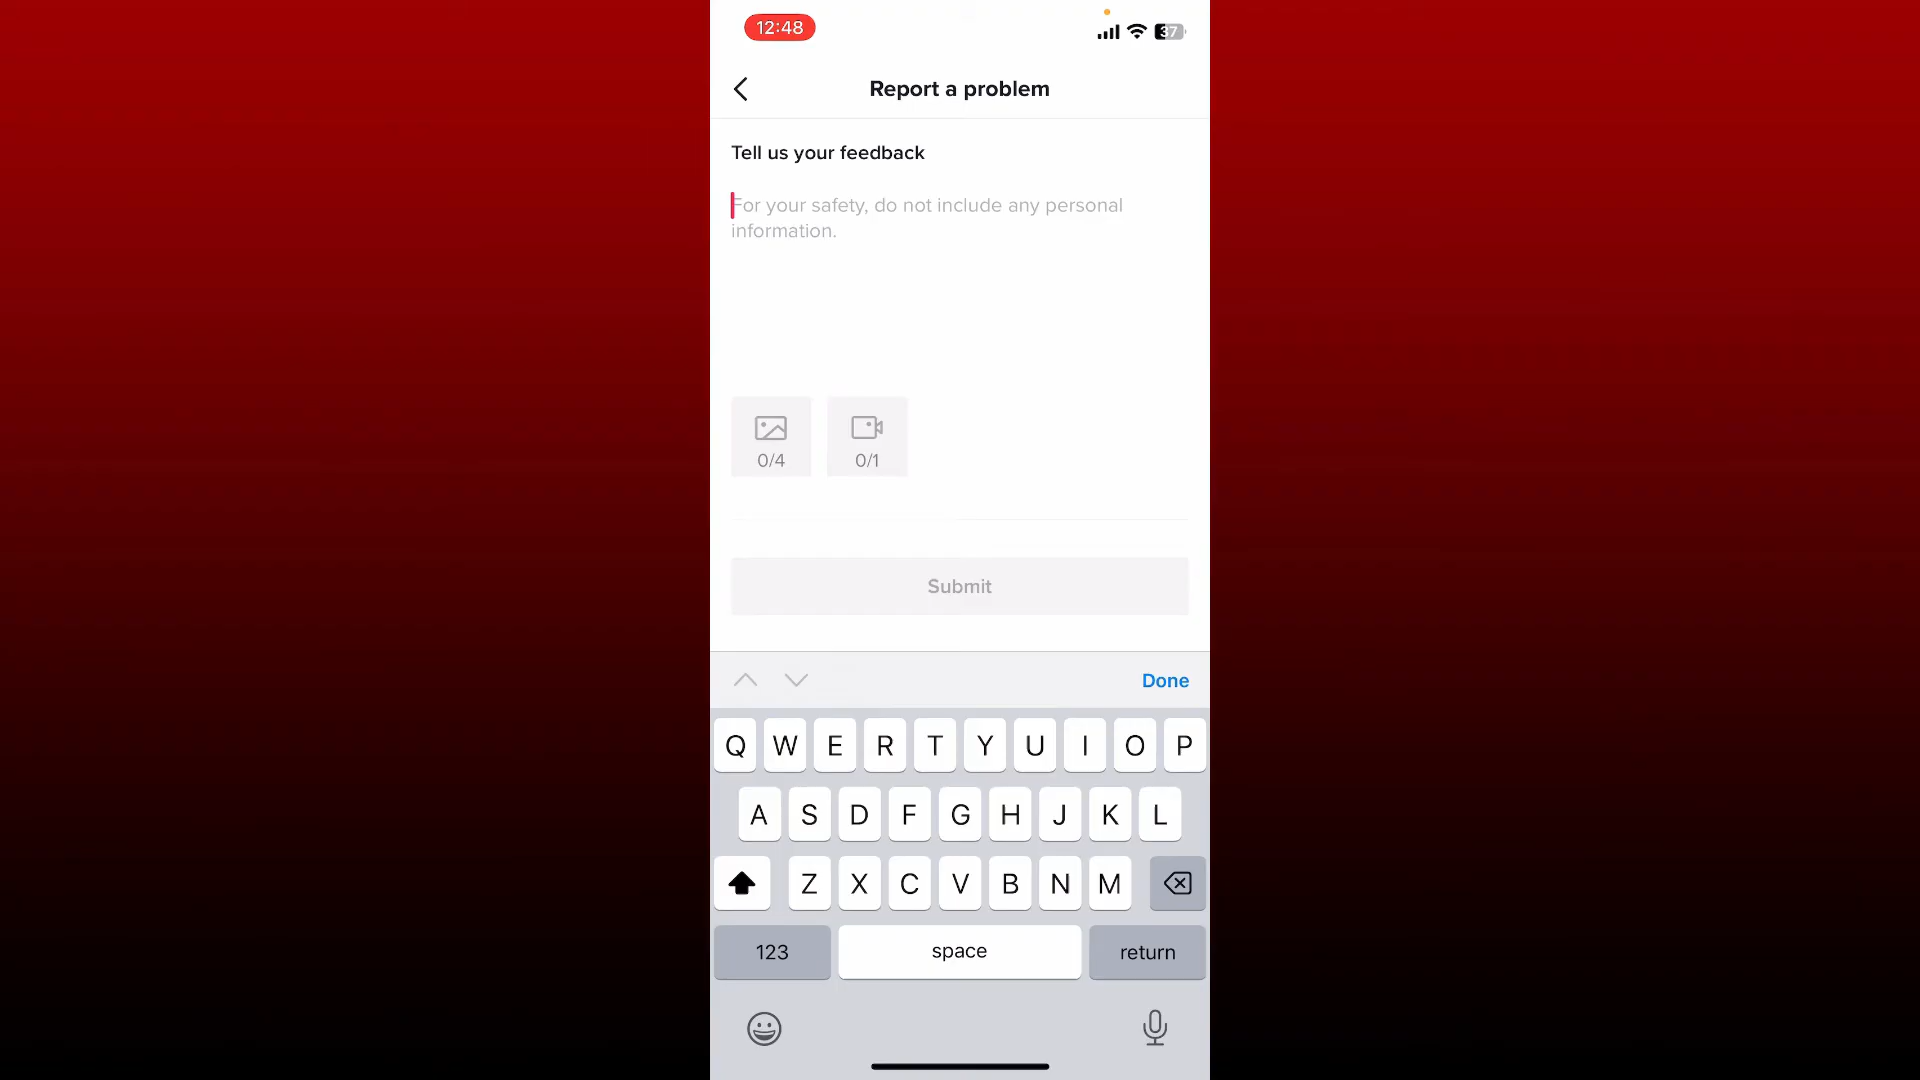 12:48
37
Report a problem
Tell us your feedback
For your safety, do not include any personal
information.
0/4 0/1
Submit
Done
Q W E R T Y U I O P
A S D F G H J K L
Z X C V B N M
123 space return